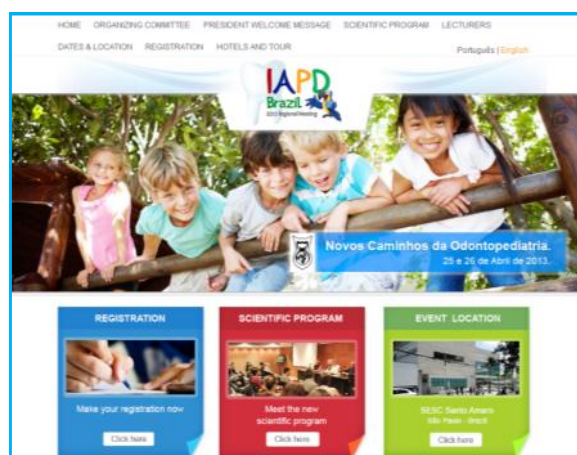 HOME ORGANIZING COMMITTEE PRESIDENT WELCOME MESSAGE SCIENTIFIC PROGRAM LECTURERS
DATES & LOCATION REGISTRATION HOTELS AND TOUR
Português | English
IAPD
Brazil
2013 Regional Meeting
Novos Caminhos da Odontopediatria.
25 e 26 de Abril de 2013.
REGISTRATION
Make your registration now
Click here
SCIENTIFIC PROGRAM
Meet the new
scientific program
Click here
EVENT LOCATION
SESC Santo Amaro
São Paulo - Brazil
Click here